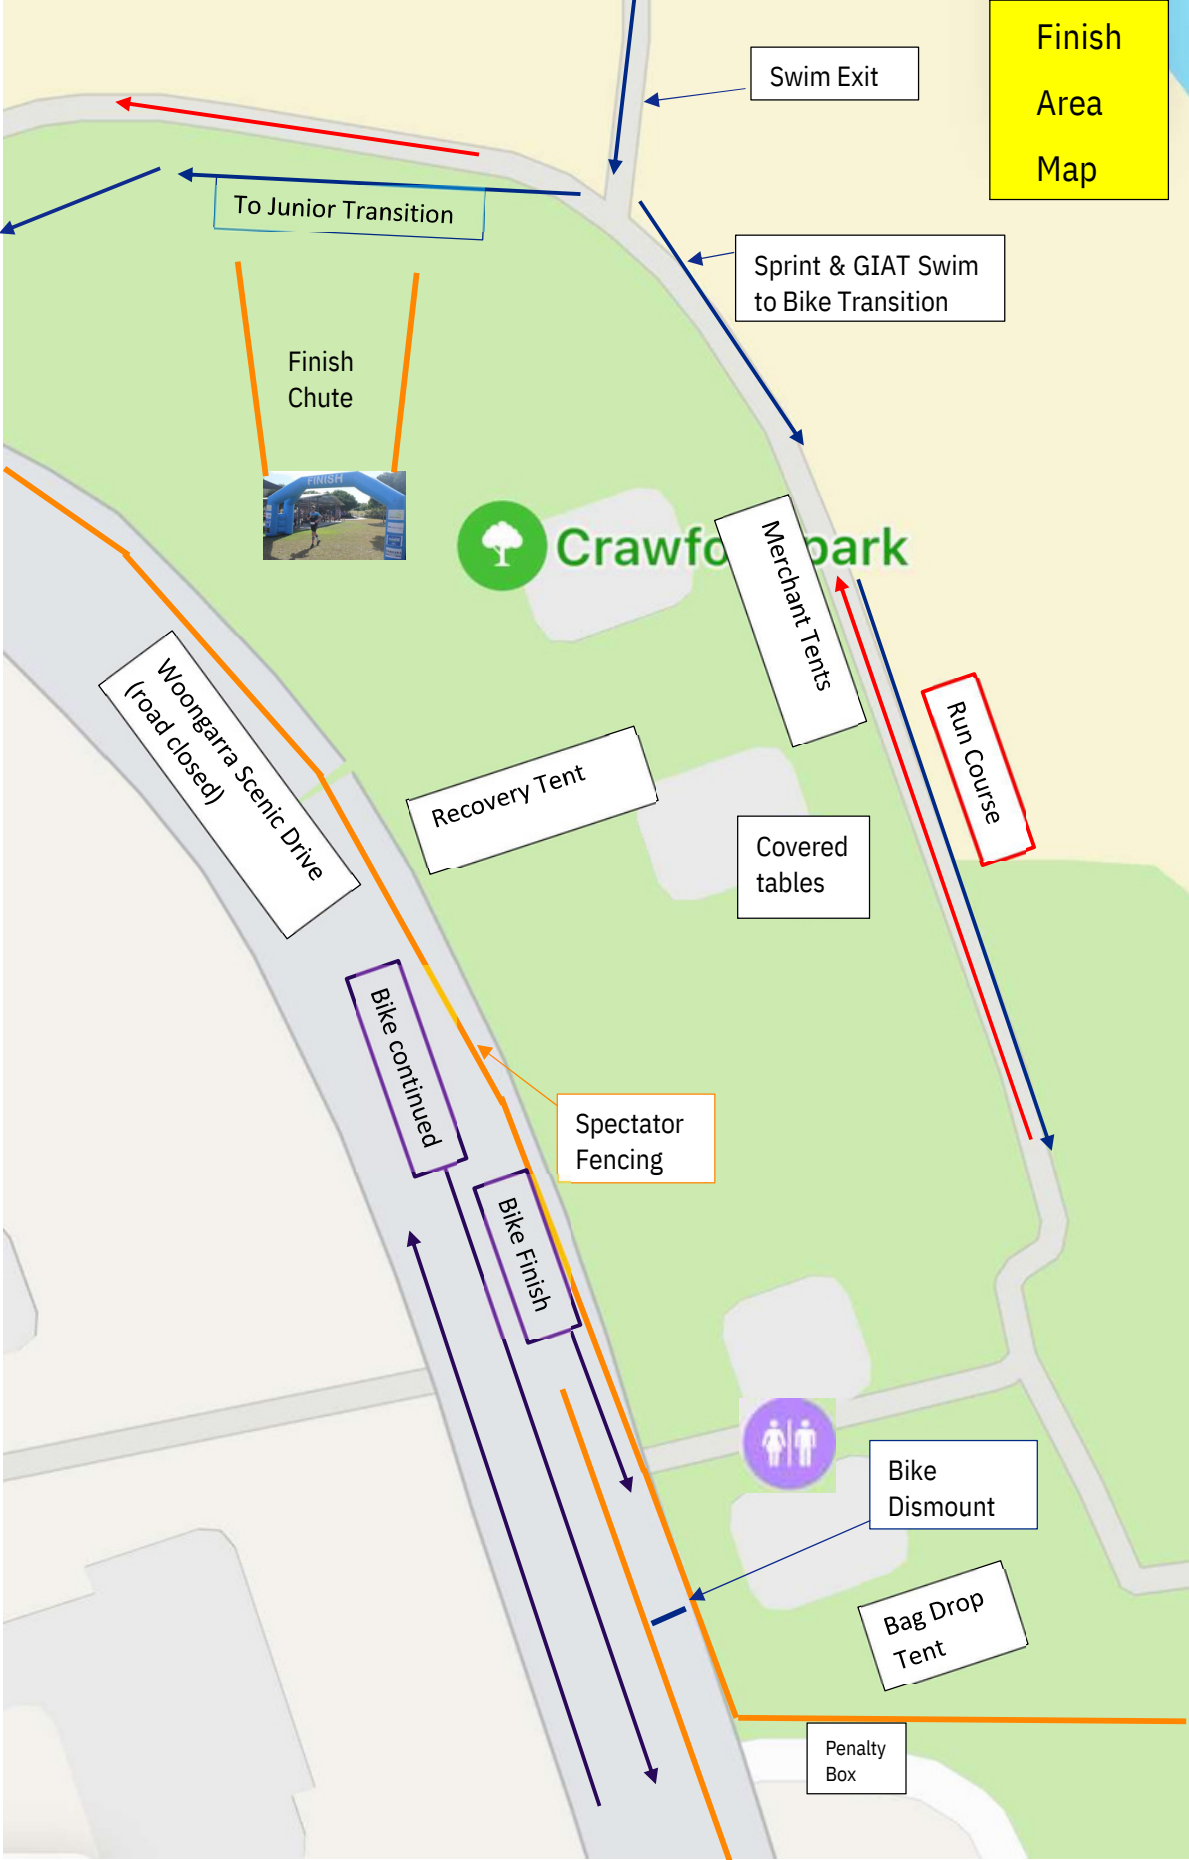 Finish
Area
Map
Swim Exit
To Junior Transition
Sprint & GIAT Swim
to Bike Transition
Finish
Chute
FINISH
Crawfo
park
Merchant Tents
Woongarra Scenic Drive
(road closed)
Run Course
Recovery Tent
Covered
tables
Bike continued
Spectator
Fencing
Bike Finish
Bike
Dismount
Bag Drop
Tent
Penalty
Box